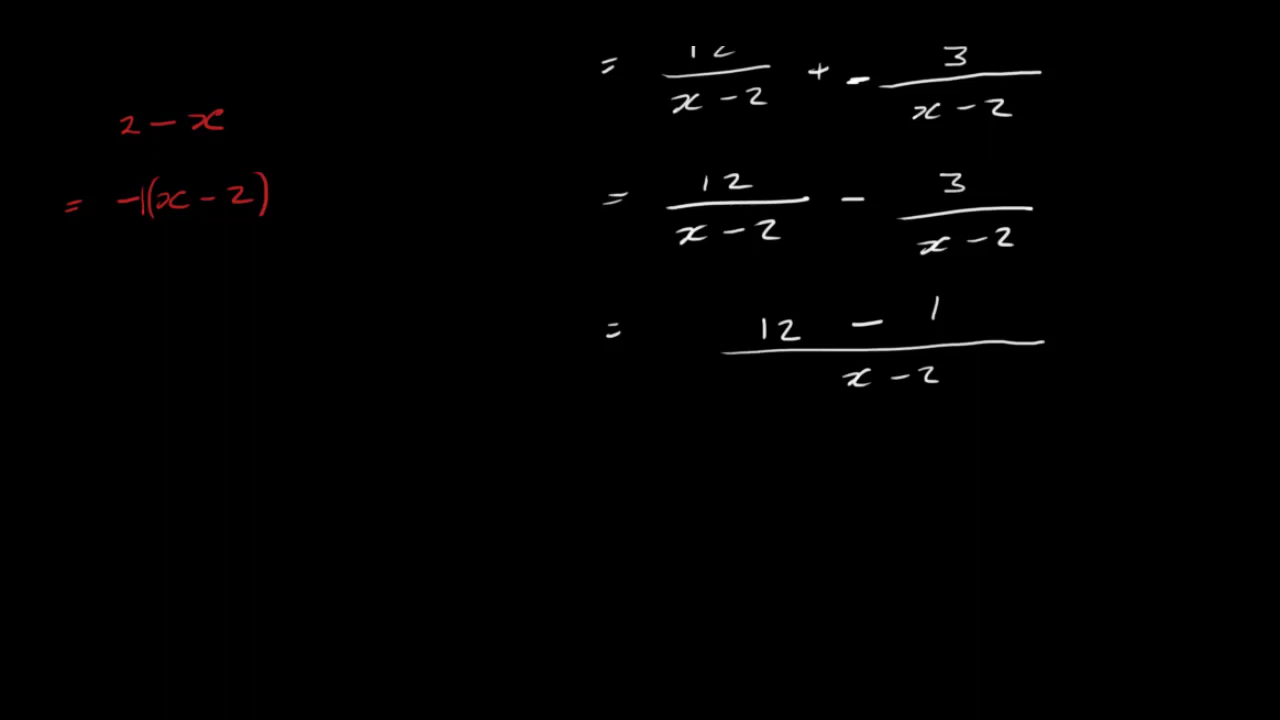 2 - x
= -1(x - 2)
= 12/(x - 2) + - 3/(x - 2)
= 12/(x - 2) - 3/(x - 2)
= (12 - 1)/(x - 2)